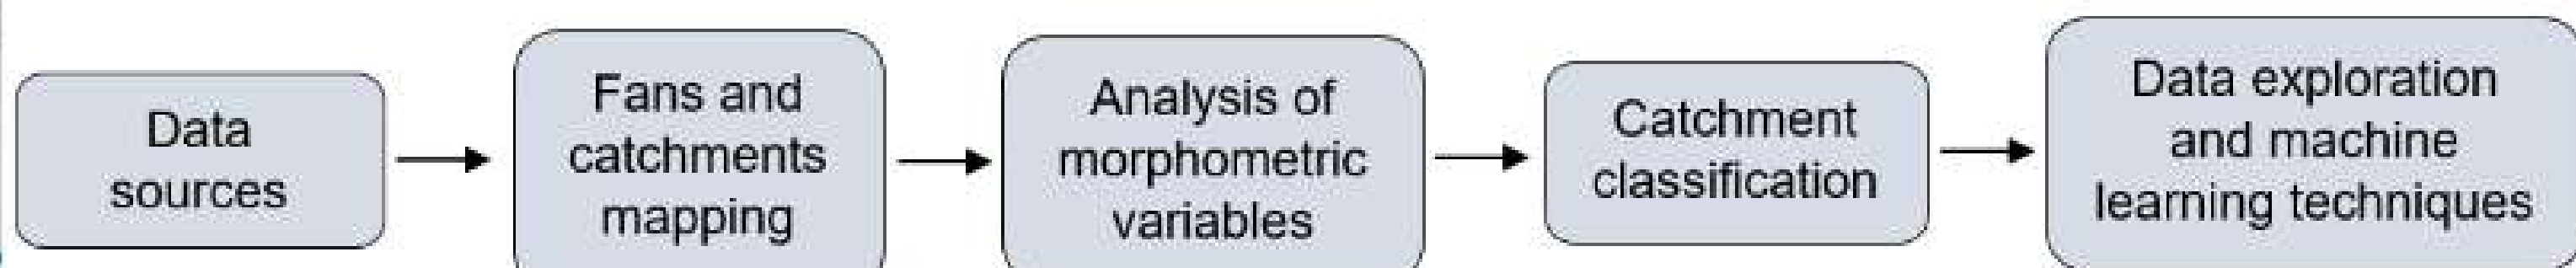 Data
sources
Fans and
catchments
mapping
Analysis of
morphometric
variables
Catchment
classification
Data exploration
and machine
learning techniques